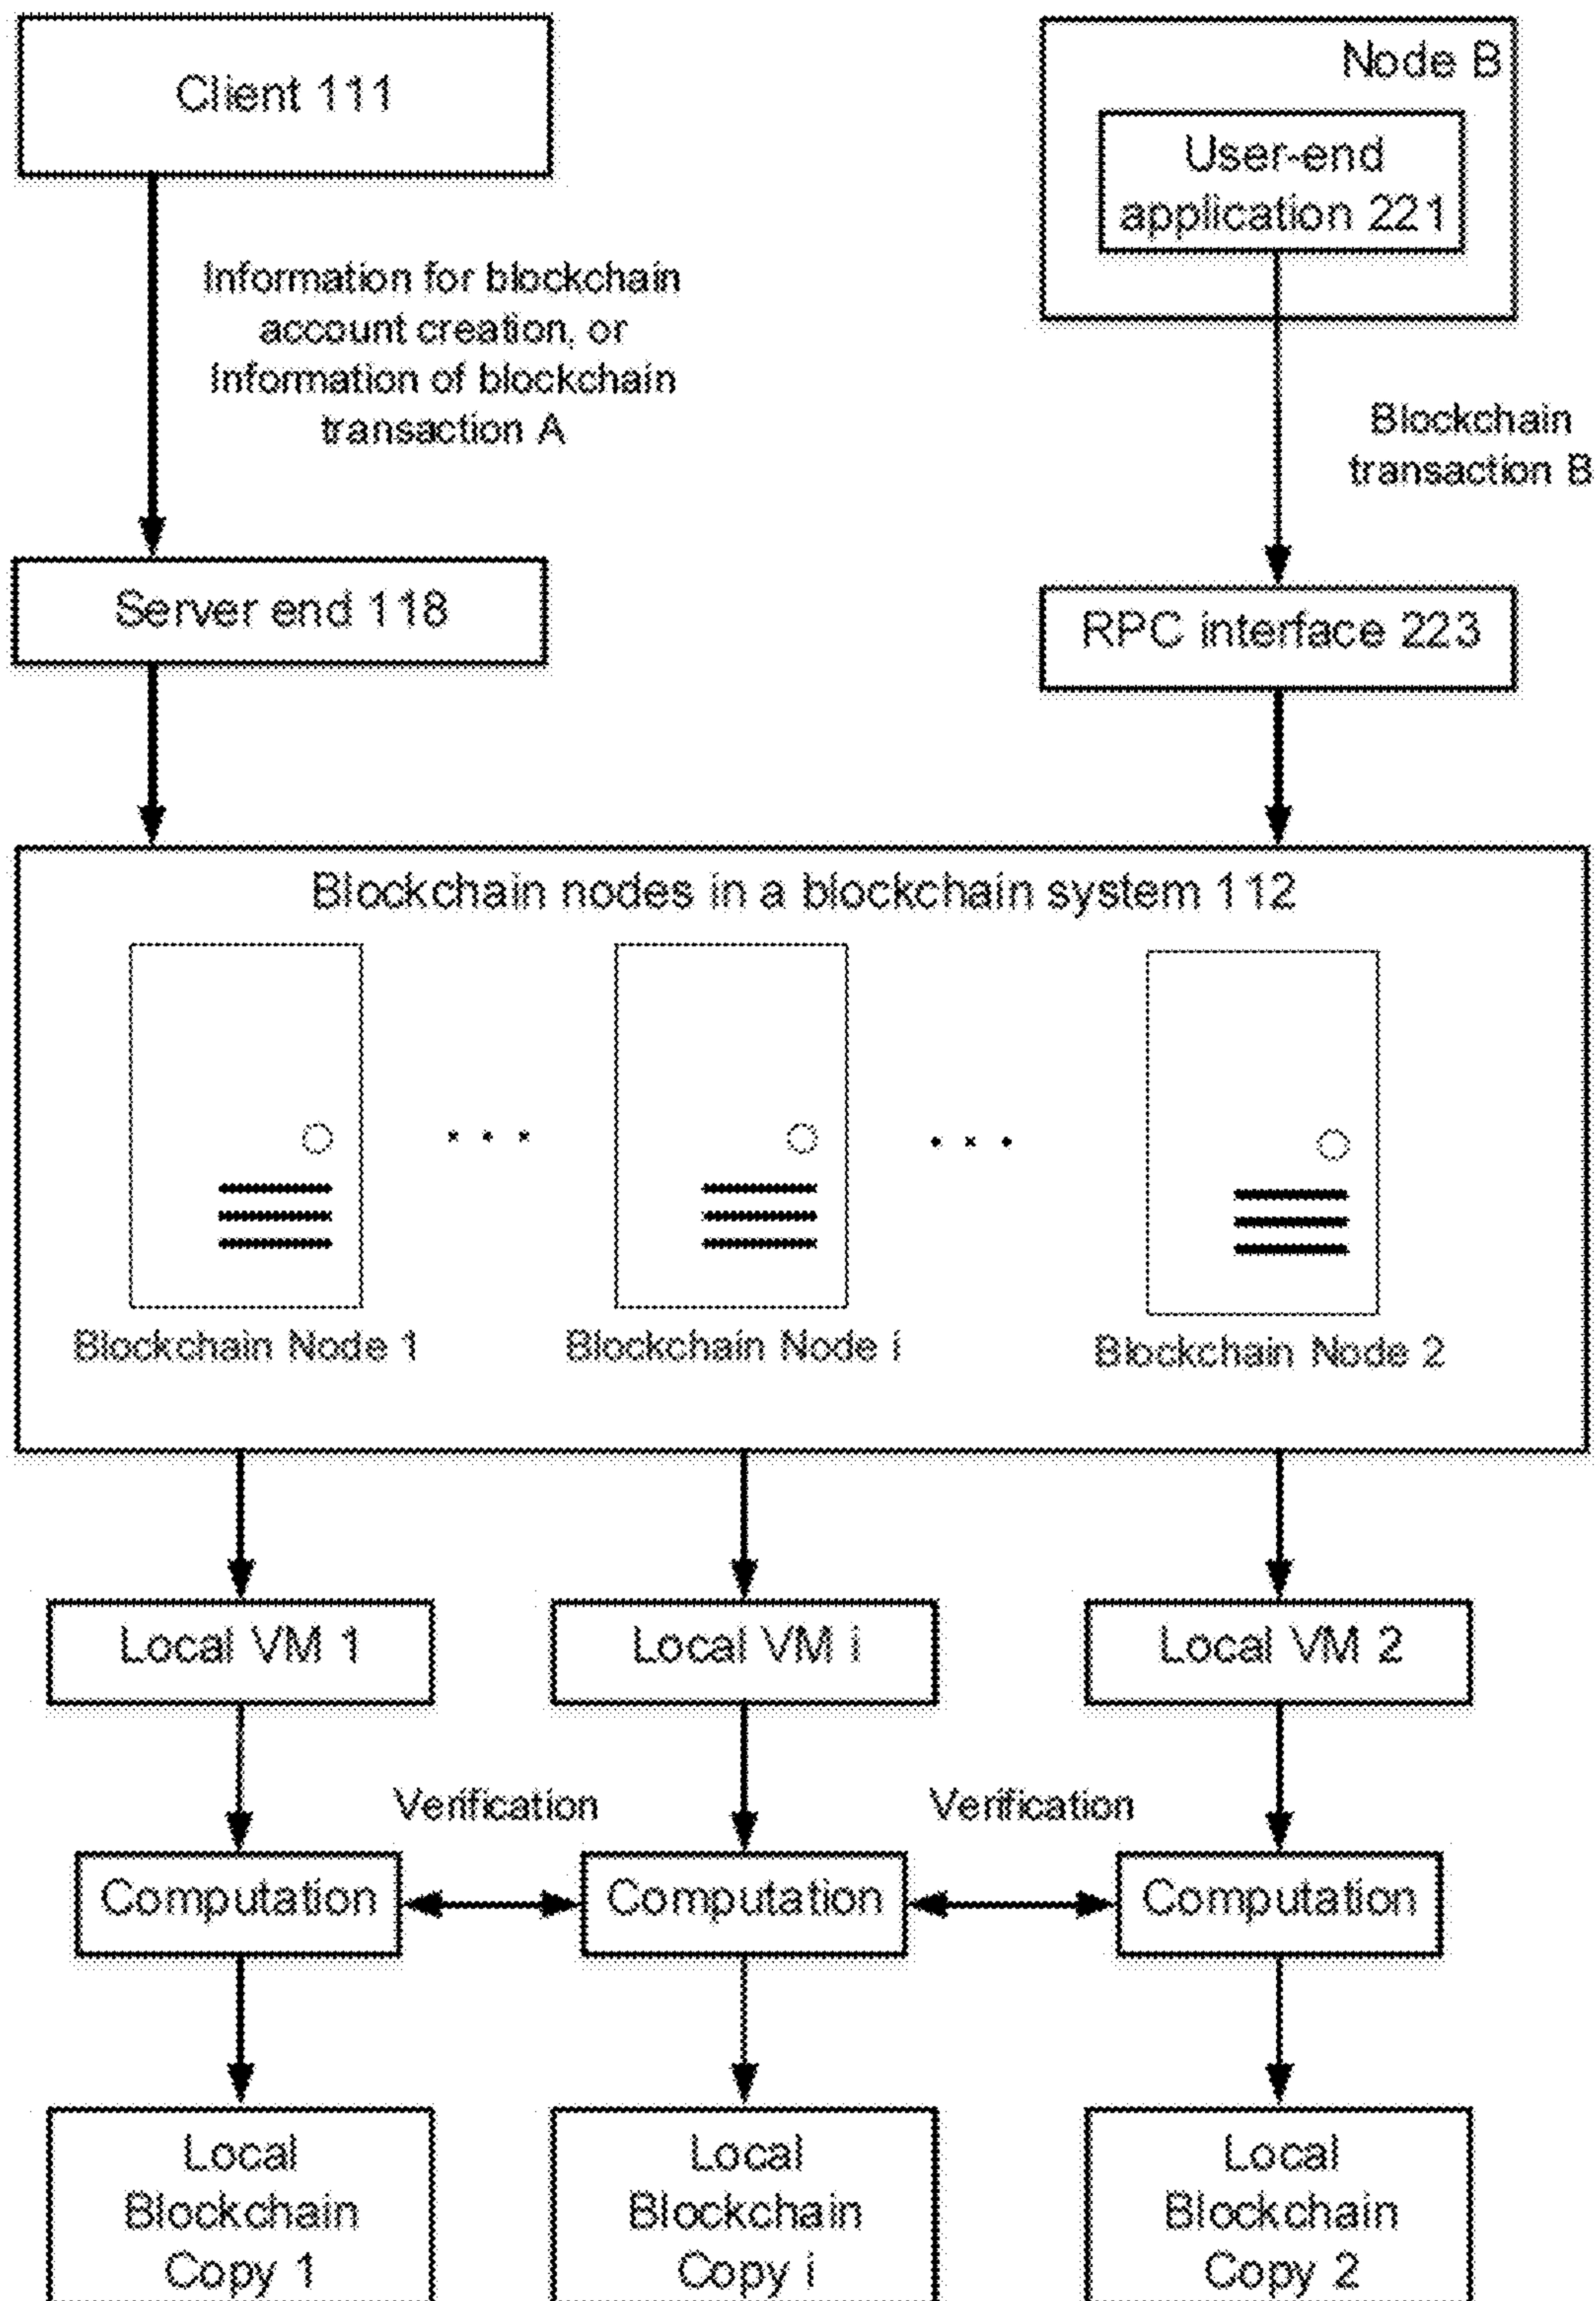 Client 111
Node B
User-end
application 221
Information for blockchain
account creation, or
Information of blockchain
transaction A
Blockchain
transaction B
Server end 118
RPC interface 223
Blockchain nodes in a blockchain system 112
Blockchain Node 1
Blockchain Node i
Blockchain Node 2
Local VM 1
Local VM i
Local VM 2
Verification
Verification
Computation
Computation
Computation
Local
Blockchain
Copy 1
Local
Blockchain
Copy i
Local
Blockchain
Copy 2